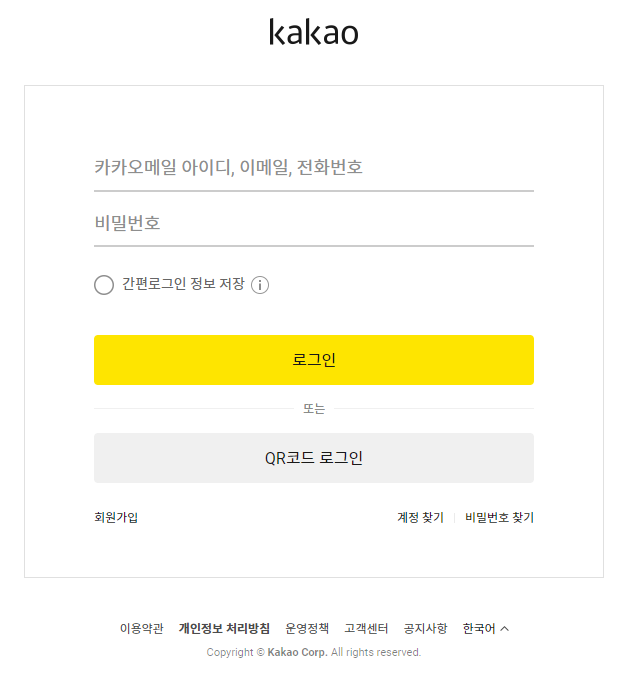 kakao
카카오메일 아이디, 이메일, 전화번호
비밀번호
간편로그인 정보 저장
로그인
또는
QR코드 로그인
회원가입 계정 찾기 비밀번호 찾기
이용약관 개인정보 처리방침 운영정책 고객센터 공지사항 한국어
Copyright © Kakao Corp. All rights reserved.